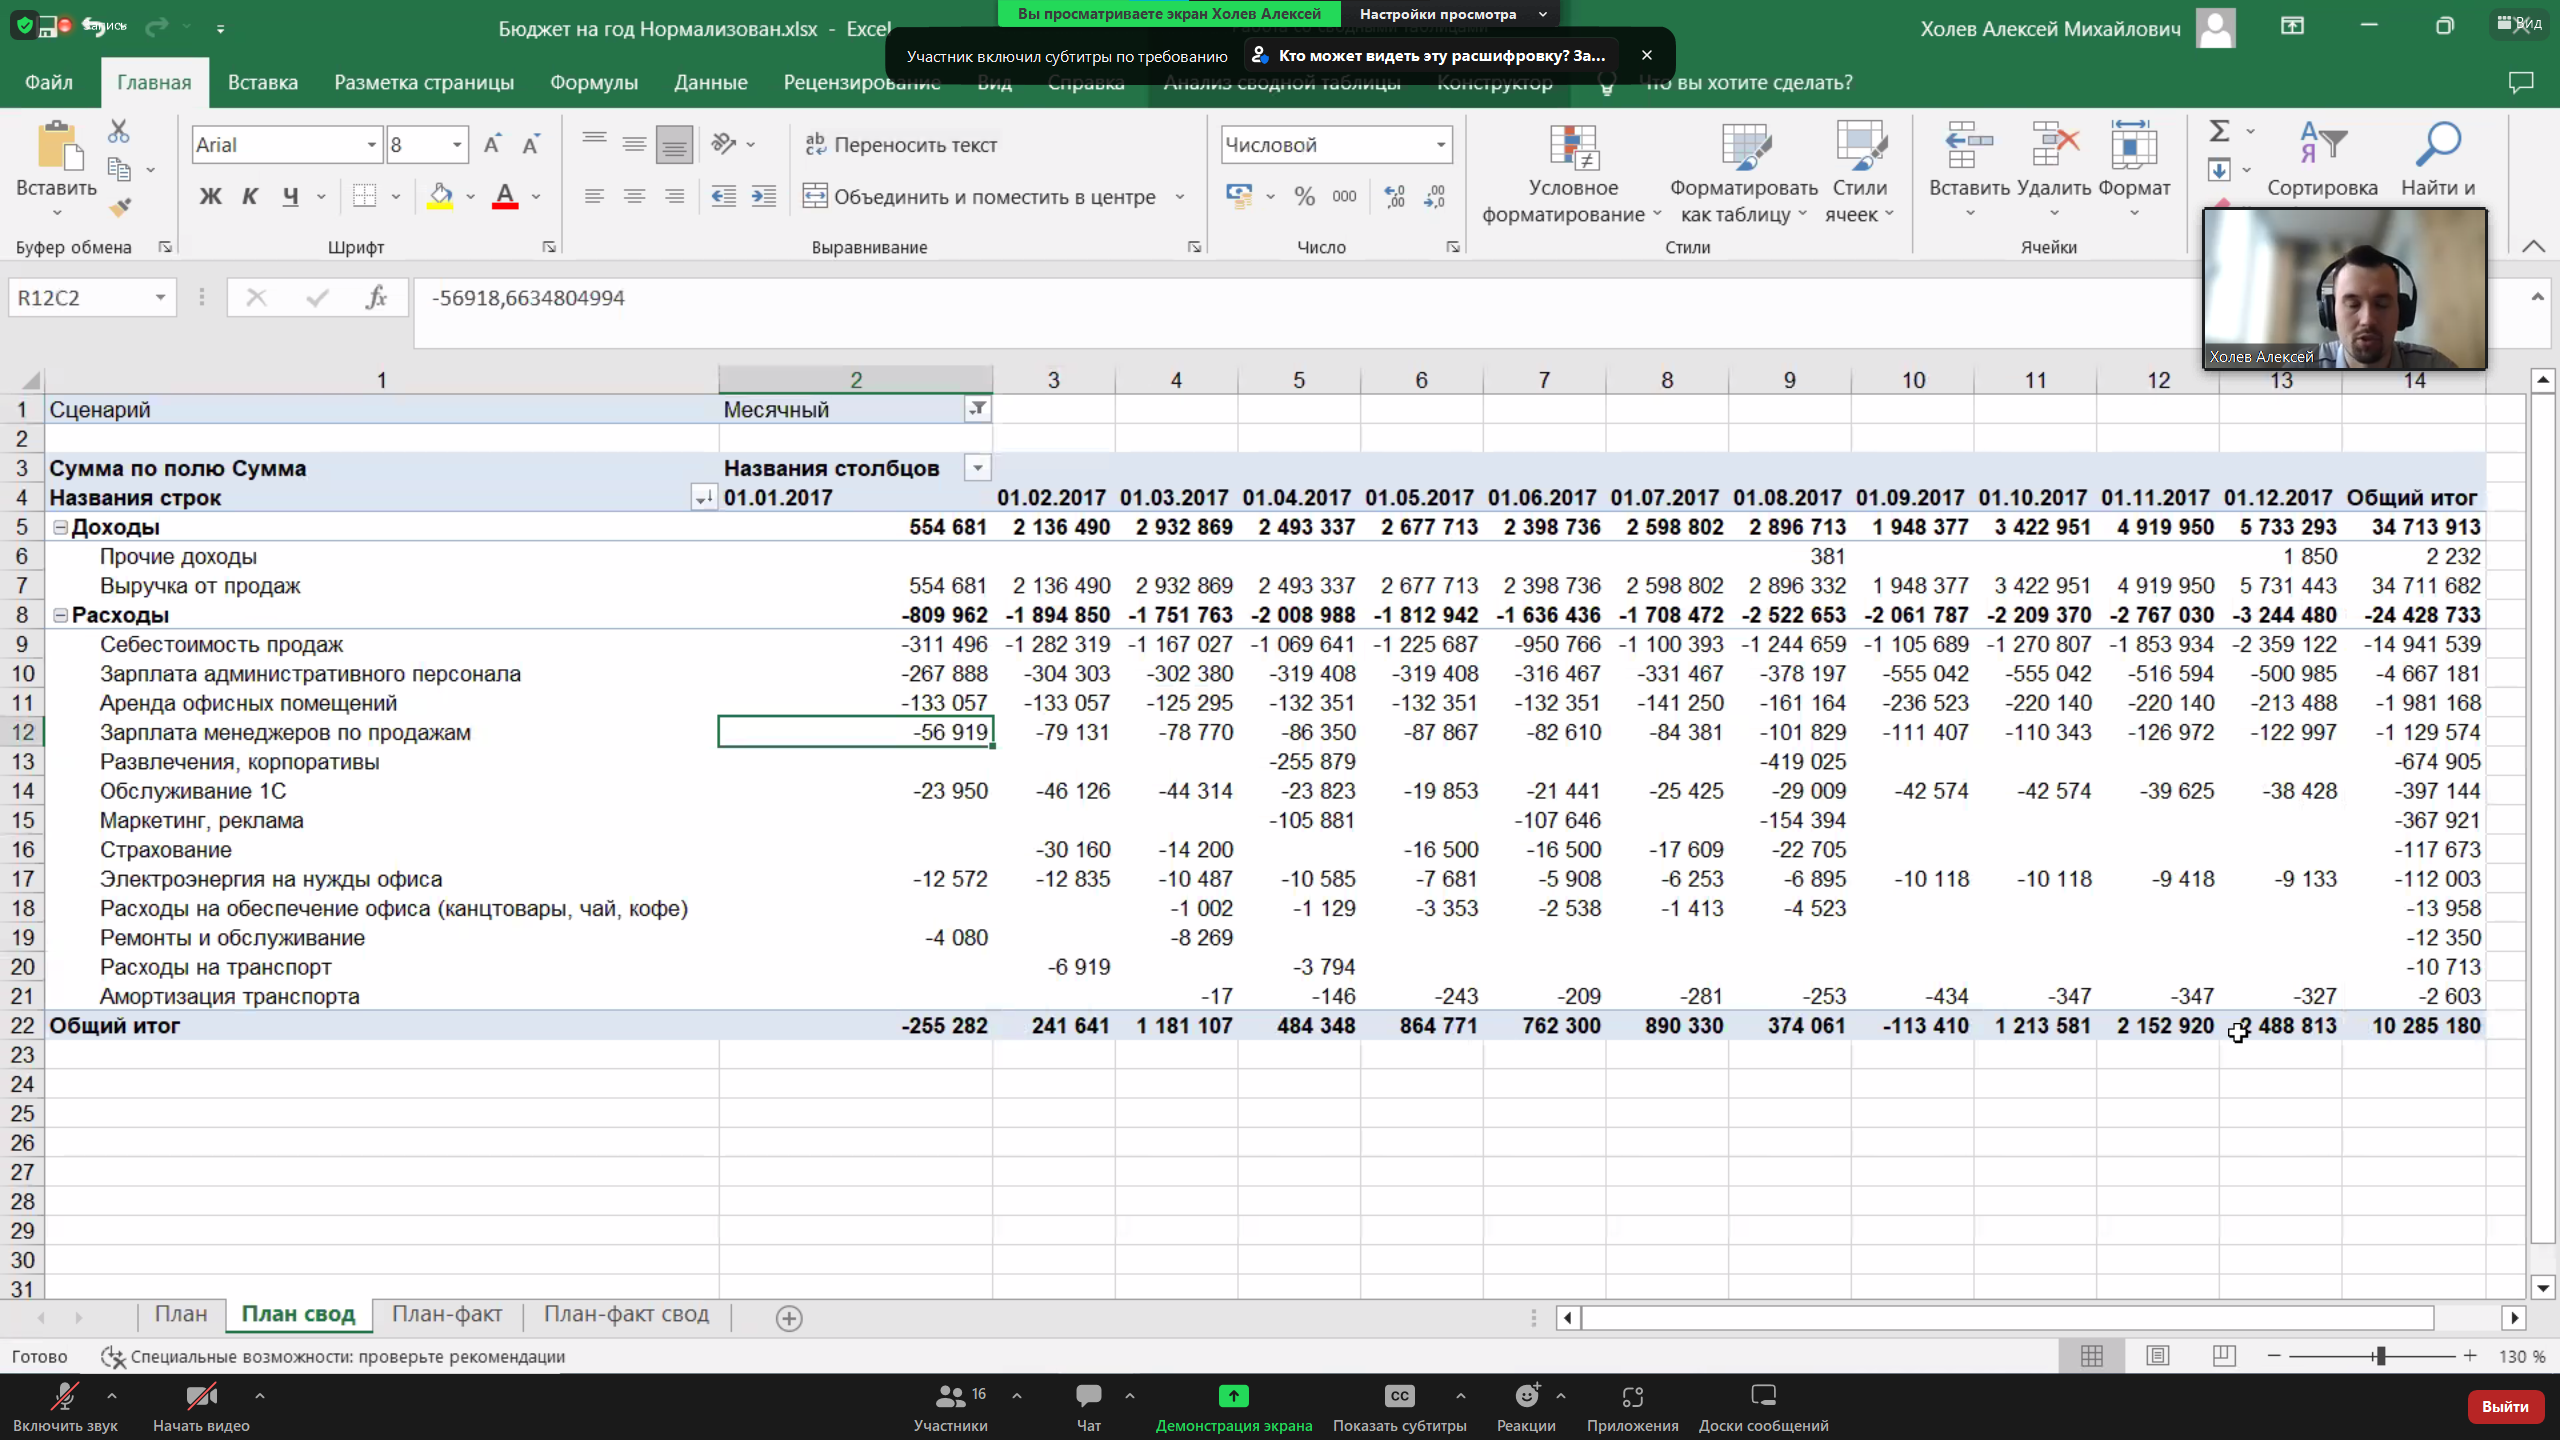 Запись
Бюджет на год Нормализован.xlsx - Excel
Вы просматриваете экран Холев Алексей
Настройки просмотра
Холев Алексей Михайлович
Вид
Участник включил субтитры по требованию
Кто может видеть эту расшифровку? За...
Файл Главная Вставка Разметка страницы Формулы Данные Рецензирование Вид Справка Анализ сводной таблицы Конструктор Что вы хотите сделать?
Вставить
Буфер обмена
Arial 8
Ж К Ч
Шрифт
Переносить текст
Объединить и поместить в центре
Выравнивание
Числовой
% 000
Число
Условное форматирование
Форматировать как таблицу
Стили ячеек
Стили
Вставить Удалить Формат
Ячейки
Сортировка
Найти и
R12C2
fx
-56918,6634804994
Холев Алексей
1 2 3 4 5 6 7 8 9 10 11 12 13 14
1 Сценарий Месячный
2
3 Сумма по полю Сумма Названия столбцов
4 Названия строк 01.01.2017 01.02.2017 01.03.2017 01.04.2017 01.05.2017 01.06.2017 01.07.2017 01.08.2017 01.09.2017 01.10.2017 01.11.2017 01.12.2017 Общий итог
5 Доходы 554 681 2 136 490 2 932 869 2 493 337 2 677 713 2 398 736 2 598 802 2 896 713 1 948 377 3 422 951 4 919 950 5 733 293 34 713 913
6 Прочие доходы 381 1 850 2 232
7 Выручка от продаж 554 681 2 136 490 2 932 869 2 493 337 2 677 713 2 398 736 2 598 802 2 896 332 1 948 377 3 422 951 4 919 950 5 731 443 34 711 682
8 Расходы -809 962 -1 894 850 -1 751 763 -2 008 988 -1 812 942 -1 636 436 -1 708 472 -2 522 653 -2 061 787 -2 209 370 -2 767 030 -3 244 480 -24 428 733
9 Себестоимость продаж -311 496 -1 282 319 -1 167 027 -1 069 641 -1 225 687 -950 766 -1 100 393 -1 244 659 -1 105 689 -1 270 807 -1 853 934 -2 359 122 -14 941 539
10 Зарплата административного персонала -267 888 -304 303 -302 380 -319 408 -319 408 -316 467 -331 467 -378 197 -555 042 -555 042 -516 594 -500 985 -4 667 181
11 Аренда офисных помещений -133 057 -133 057 -125 295 -132 351 -132 351 -132 351 -141 250 -161 164 -236 523 -220 140 -220 140 -213 488 -1 981 168
12 Зарплата менеджеров по продажам -56 919 -79 131 -78 770 -86 350 -87 867 -82 610 -84 381 -101 829 -111 407 -110 343 -126 972 -122 997 -1 129 574
13 Развлечения, корпоративы -255 879 -419 025 -674 905
14 Обслуживание 1С -23 950 -46 126 -44 314 -23 823 -19 853 -21 441 -25 425 -29 009 -42 574 -42 574 -39 625 -38 428 -397 144
15 Маркетинг, реклама -105 881 -107 646 -154 394 -367 921
16 Страхование -30 160 -14 200 -16 500 -16 500 -17 609 -22 705 -117 673
17 Электроэнергия на нужды офиса -12 572 -12 835 -10 487 -10 585 -7 681 -5 908 -6 253 -6 895 -10 118 -10 118 -9 418 -9 133 -112 003
18 Расходы на обеспечение офиса (канцтовары, чай, кофе) -1 002 -1 129 -3 353 -2 538 -1 413 -4 523 -13 958
19 Ремонты и обслуживание -4 080 -8 269 -12 350
20 Расходы на транспорт -6 919 -3 794 -10 713
21 Амортизация транспорта -17 -146 -243 -209 -281 -253 -434 -347 -347 -327 -2 603
22 Общий итог -255 282 241 641 1 181 107 484 348 864 771 762 300 890 330 374 061 -113 410 1 213 581 2 152 920 2 488 813 10 285 180
23
24
25
26
27
28
29
30
31
План План свод План-факт План-факт свод
Готово Специальные возможности: проверьте рекомендации 130 %
Включить звук Начать видео Участники 16 Чат Демонстрация экрана Показать субтитры Реакции Приложения Доски сообщений Выйти